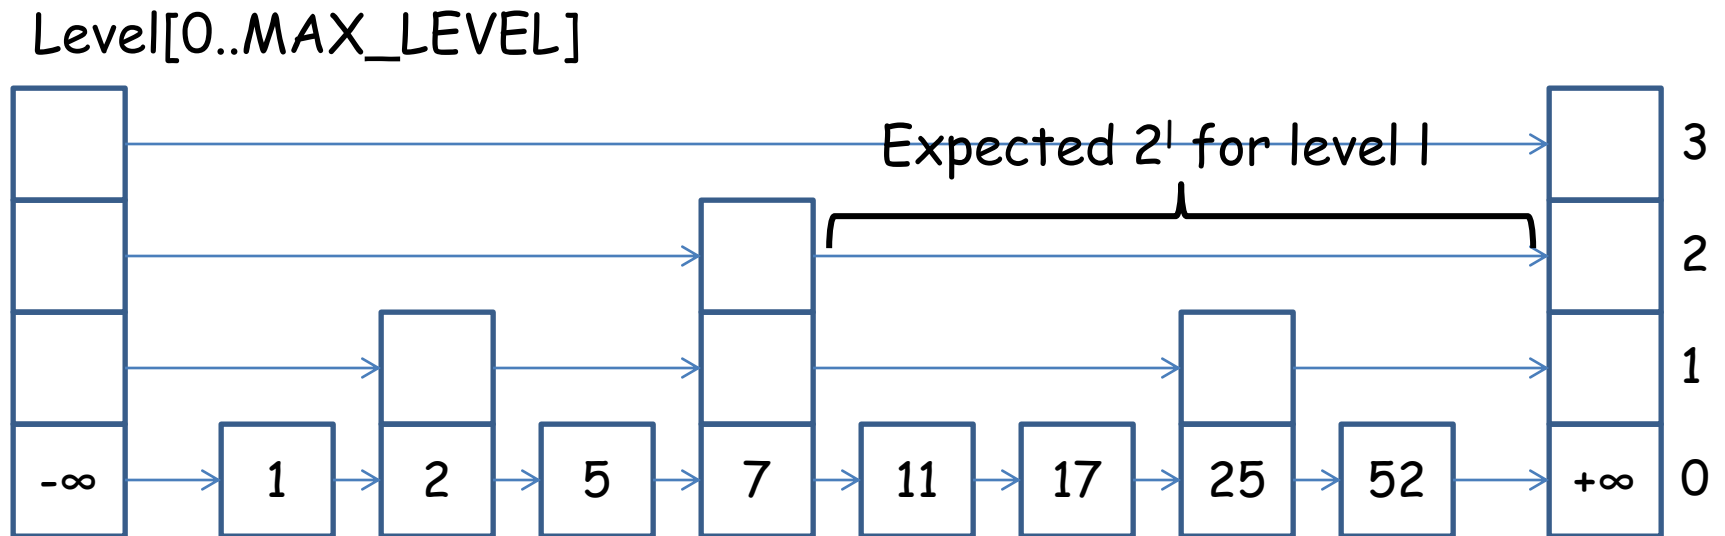 Level[0..MAX_LEVEL]
Expected 2ˡ for level l
3
2
1
-∞ 1 2 5 7 11 17 25 52 +∞ 0